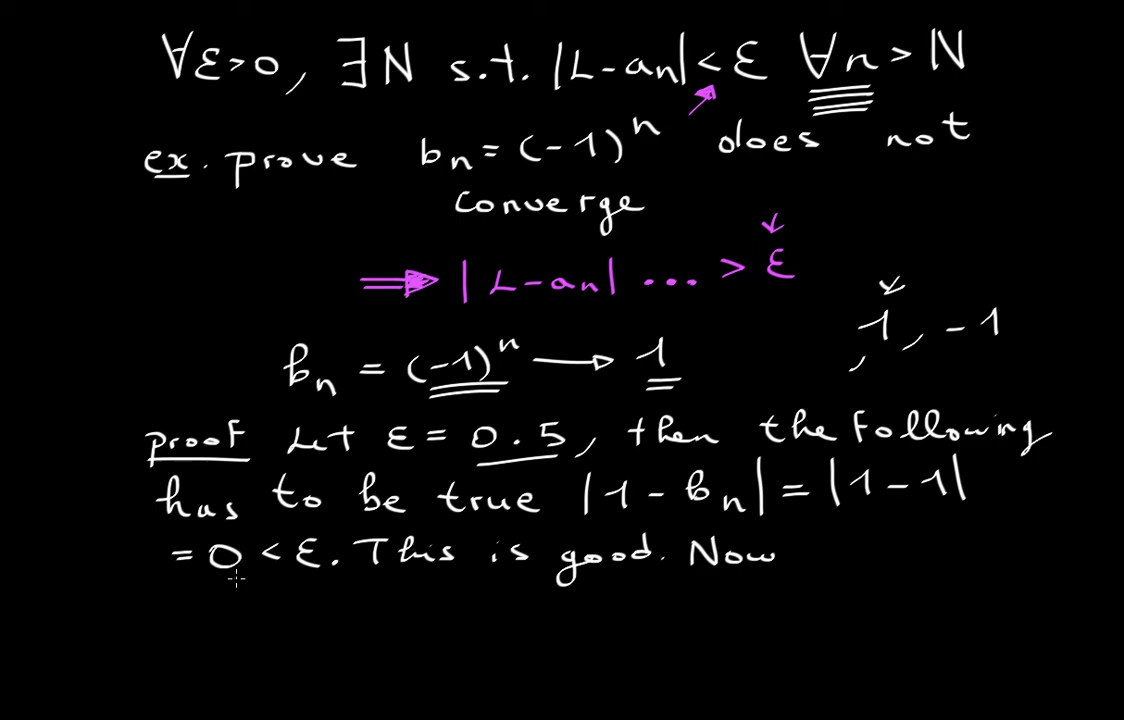 ∀ε>0, ∃N s.t. |L-an|<ε ∀n>N
ex. prove bn=(-1)^n does not
converge
⟹ |L-an| ... > ε
1, -1
,
bn = (-1)^n → 1
proof Let ε = 0.5, then the following
has to be true |1 - bn| = |1 - 1|
= 0 < ε. This is good. Now